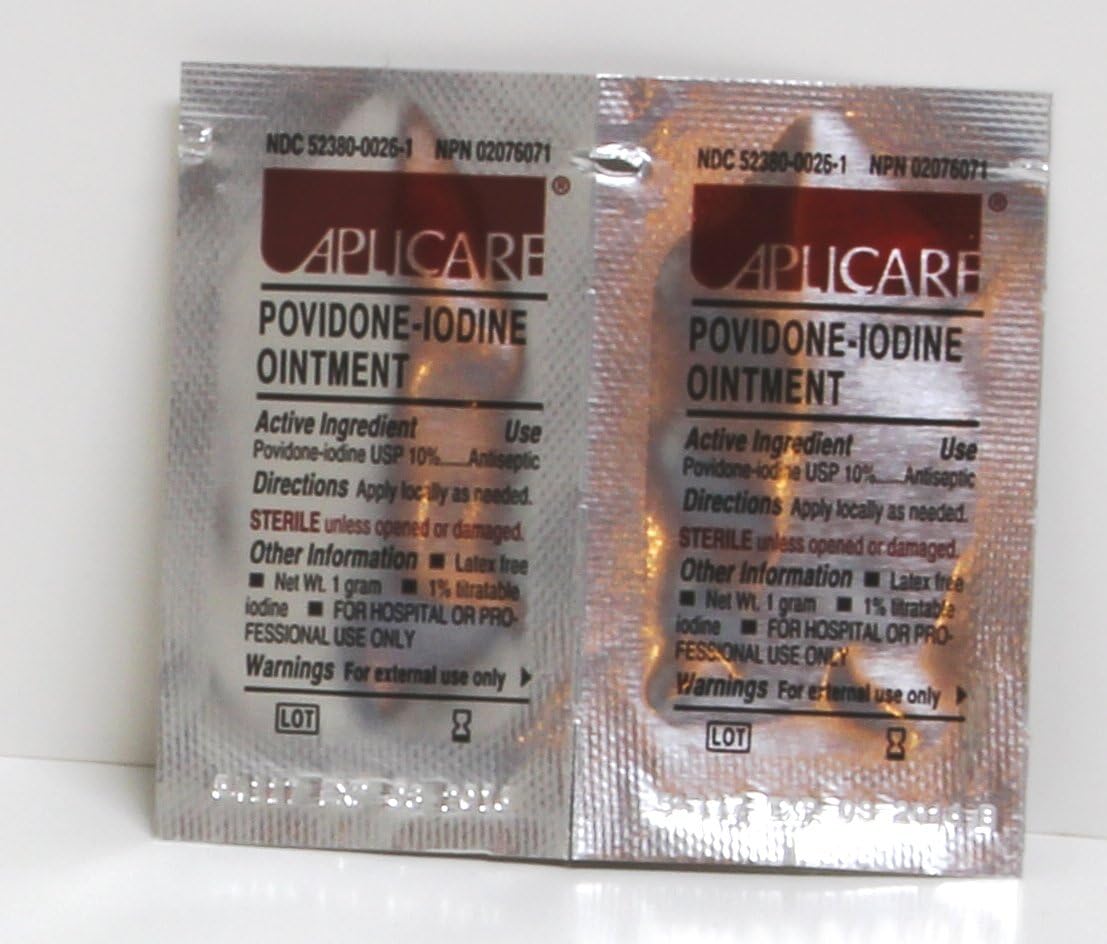 NDC 52380-0026-1 NPN 02076071
APLICARE®
POVIDONE-IODINE
OINTMENT
Active Ingredient Use
Povidone-iodine USP 10%......Antiseptic
Directions Apply locally as needed.
STERILE unless opened or damaged.
Other Information ■ Latex free
■ Net Wt. 1 gram ■ 1% titratable
iodine ■ FOR HOSPITAL OR PRO-
FESSIONAL USE ONLY
Warnings For external use only ▶
LOT
NDC 52380-0026-1 NPN 02076071
APLICARE®
POVIDONE-IODINE
OINTMENT
Active Ingredient Use
Povidone-iodine USP 10%......Antiseptic
Directions Apply locally as needed.
STERILE unless opened or damaged.
Other Information ■ Latex free
■ Net Wt. 1 gram ■ 1% titratable
iodine ■ FOR HOSPITAL OR PRO-
FESSIONAL USE ONLY
Warnings For external use only ▶
LOT